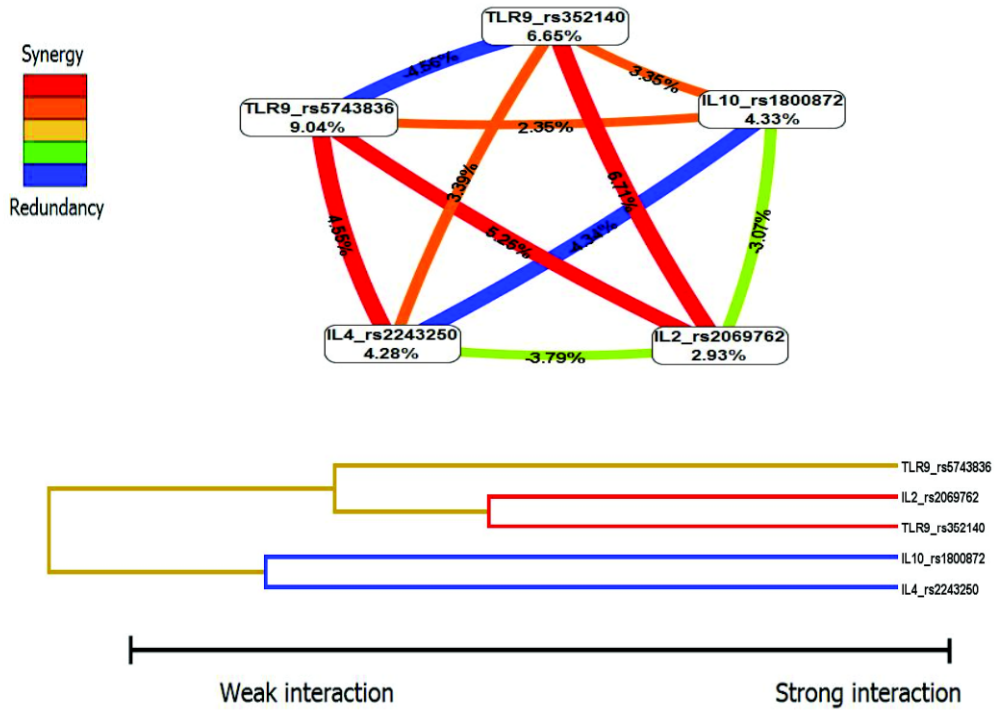 Synergy
Redundancy
TLR9_rs352140
6.65%
-4.56%
3.35%
TLR9_rs5743836
9.04%
IL10_rs1800872
4.33%
2.35%
3.39%
6.71%
4.55%
5.25%
-4.34%
-3.07%
IL4_rs2243250
4.28%
-3.79%
IL2_rs2069762
2.93%
TLR9_rs5743836
IL2_rs2069762
TLR9_rs352140
IL10_rs1800872
IL4_rs2243250
Weak interaction
Strong interaction